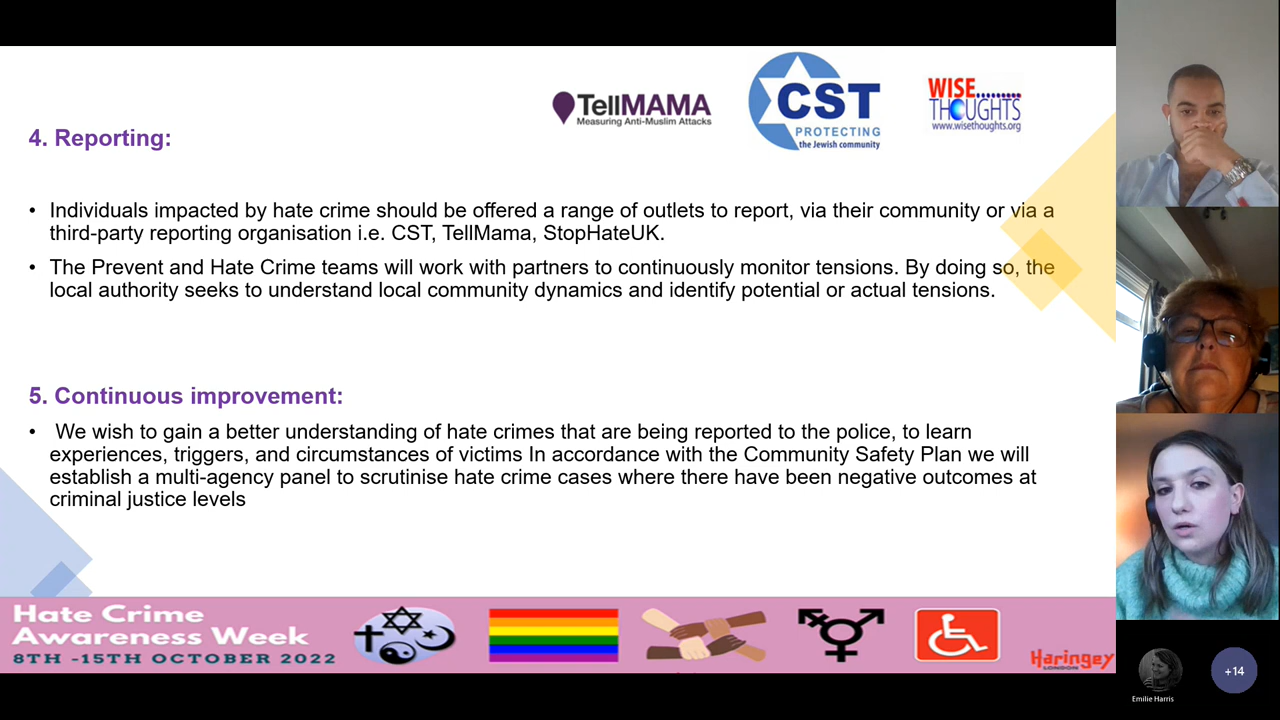 TellMAMA
Measuring Anti-Muslim Attacks
CST
PROTECTING
the Jewish community
WISE........
THOUGHTS
www.wisethoughts.org
4. Reporting:
• Individuals impacted by hate crime should be offered a range of outlets to report, via their community or via a
third-party reporting organisation i.e. CST, TellMama, StopHateUK.
• The Prevent and Hate Crime teams will work with partners to continuously monitor tensions. By doing so, the
local authority seeks to understand local community dynamics and identify potential or actual tensions.
5. Continuous improvement:
• We wish to gain a better understanding of hate crimes that are being reported to the police, to learn
experiences, triggers, and circumstances of victims In accordance with the Community Safety Plan we will
establish a multi-agency panel to scrutinise hate crime cases where there have been negative outcomes at
criminal justice levels
Hate Crime
Awareness Week
8TH -15TH OCTOBER 2022
Haringey
LONDON
Emilie Harris
+14